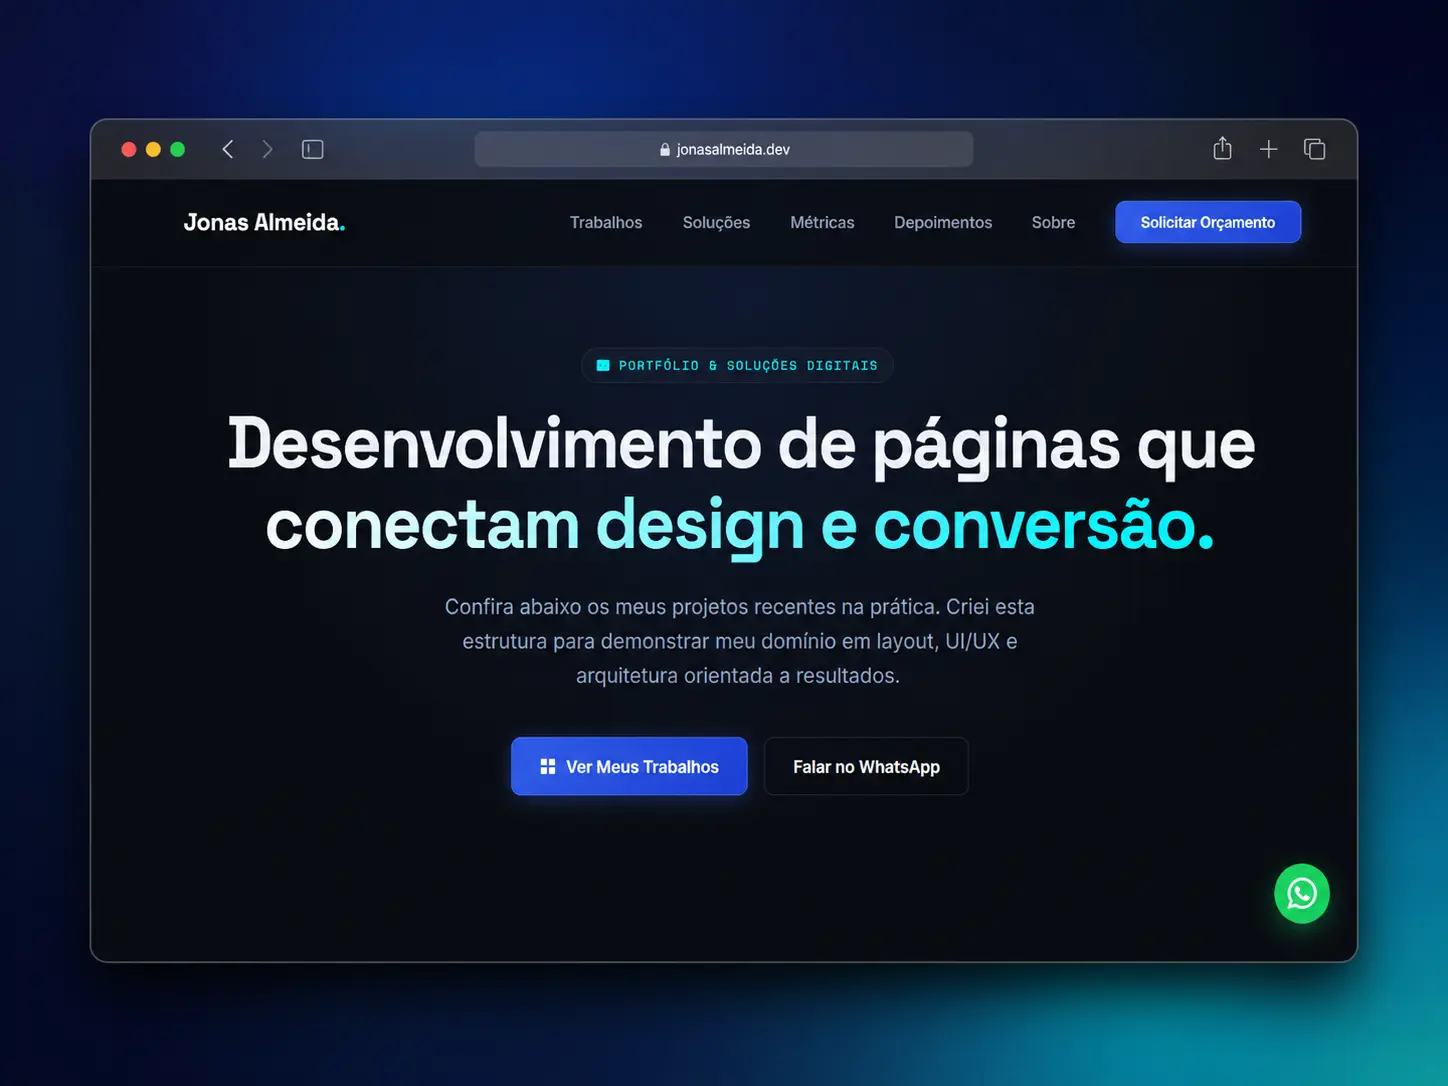 jonasalmeida.dev
Jonas Almeida.
Trabalhos
Soluções
Métricas
Depoimentos
Sobre
Solicitar Orçamento
PORTFÓLIO & SOLUÇÕES DIGITAIS
Desenvolvimento de páginas que
conectam design e conversão.
Confira abaixo os meus projetos recentes na prática. Criei esta
estrutura para demonstrar meu domínio em layout, UI/UX e
arquitetura orientada a resultados.
Ver Meus Trabalhos
Falar no WhatsApp